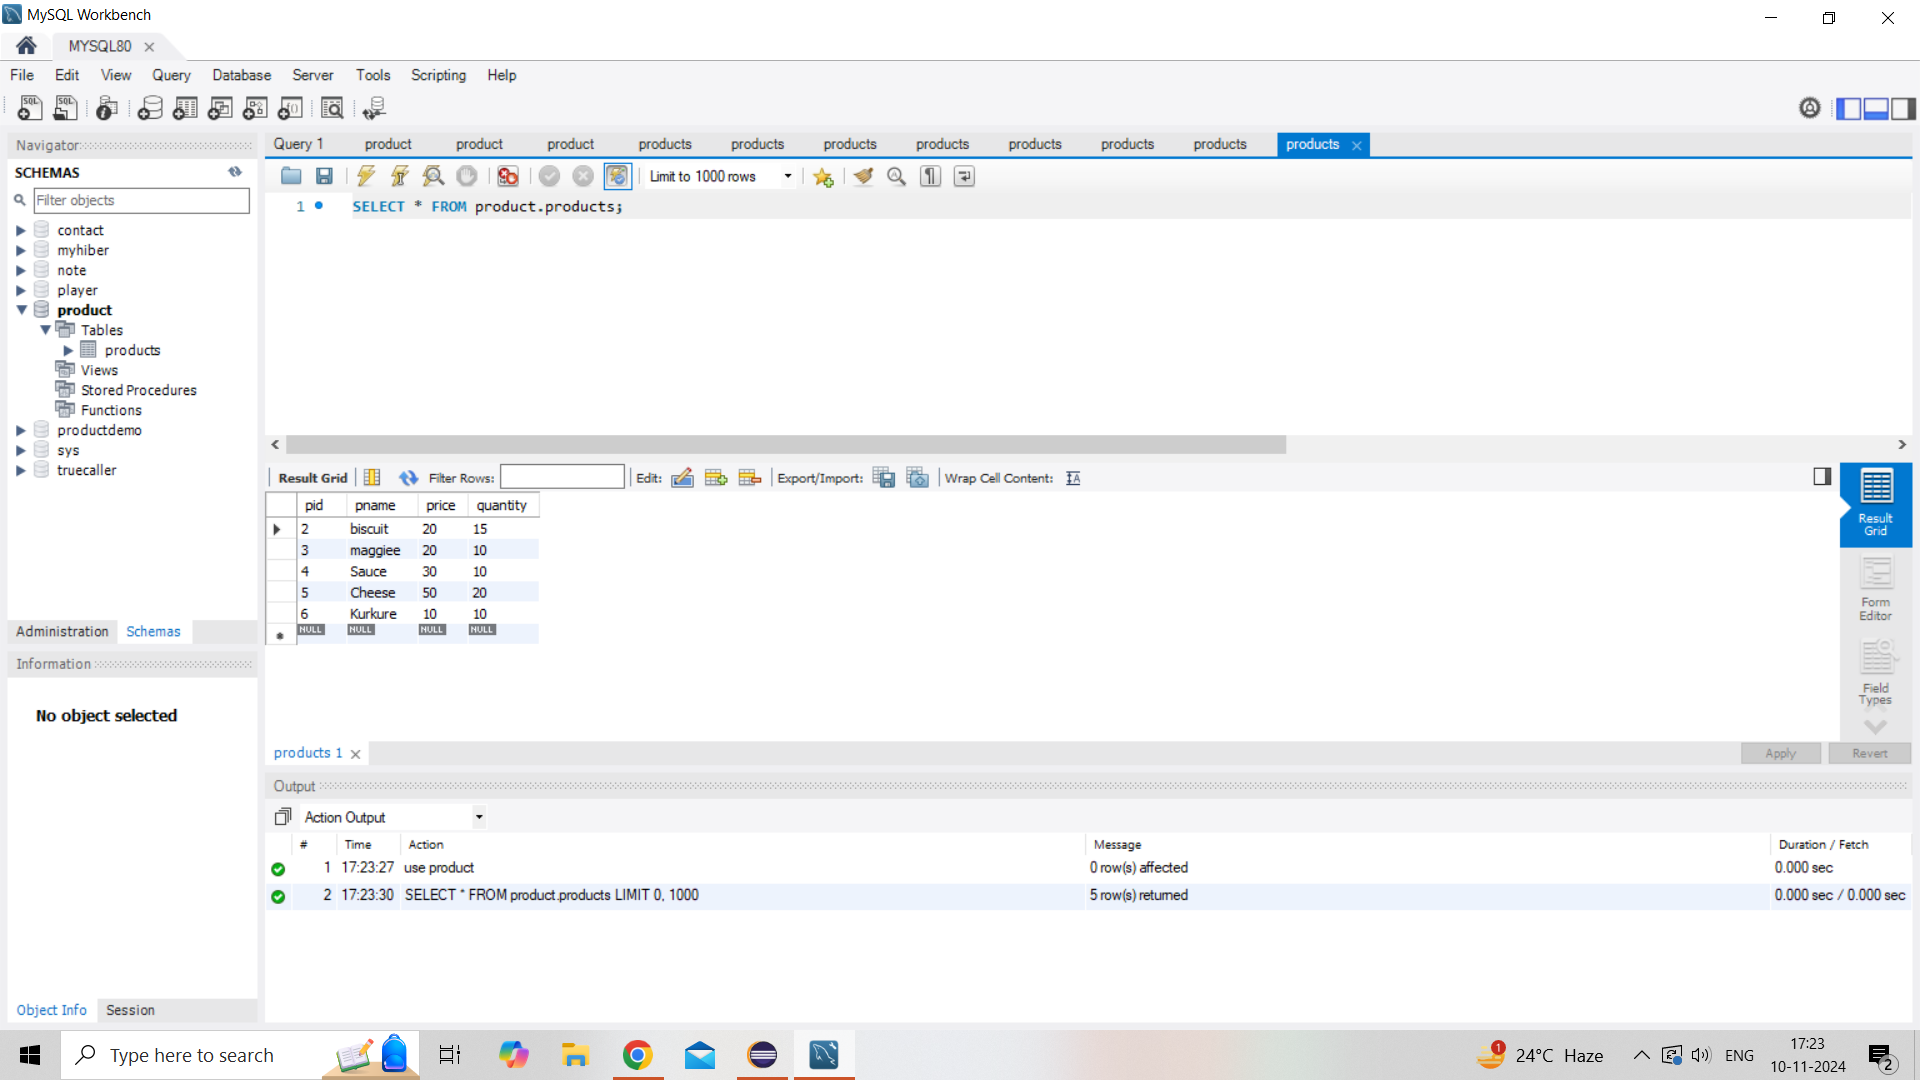 MySQL Workbench
MYSQL80
File Edit View Query Database Server Tools Scripting Help
Navigator
SCHEMAS
Filter objects
contact
myhiber
note
player
product
Tables
products
Views
Stored Procedures
Functions
productdemo
sys
truecaller
Administration Schemas
Information
No object selected
Object Info Session
Query 1 product product product products products products products products products products products
Limit to 1000 rows
1 SELECT * FROM product.products;
Result Grid Filter Rows: Edit: Export/Import: Wrap Cell Content:
pid pname price quantity
2 biscuit 20 15
3 maggiee 20 10
4 Sauce 30 10
5 Cheese 50 20
6 Kurkure 10 10
NULL NULL NULL NULL
Result
Grid
Form
Editor
Field
Types
products 1
Apply Revert
Output
Action Output
# Time Action Message Duration / Fetch
1 17:23:27 use product 0 row(s) affected 0.000 sec
2 17:23:30 SELECT * FROM product.products LIMIT 0, 1000 5 row(s) returned 0.000 sec / 0.000 sec
Type here to search
1
24°C Haze
ENG
17:23
10-11-2024
2